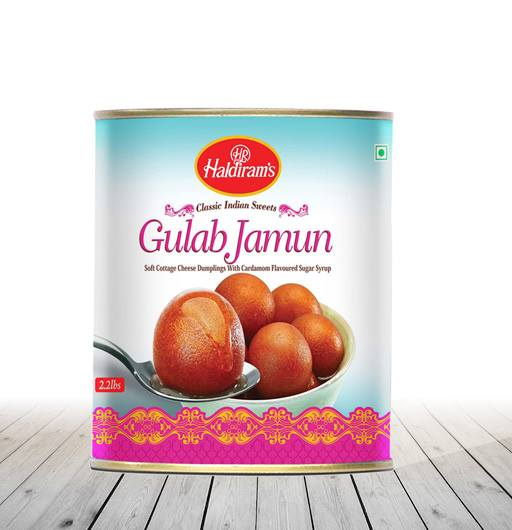 HR
Haldiram's
Classic Indian Sweets
Gulab Jamun
Soft Cottage Cheese Dumplings With Cardamom Flavoured Sugar Syrup
2.2lbs